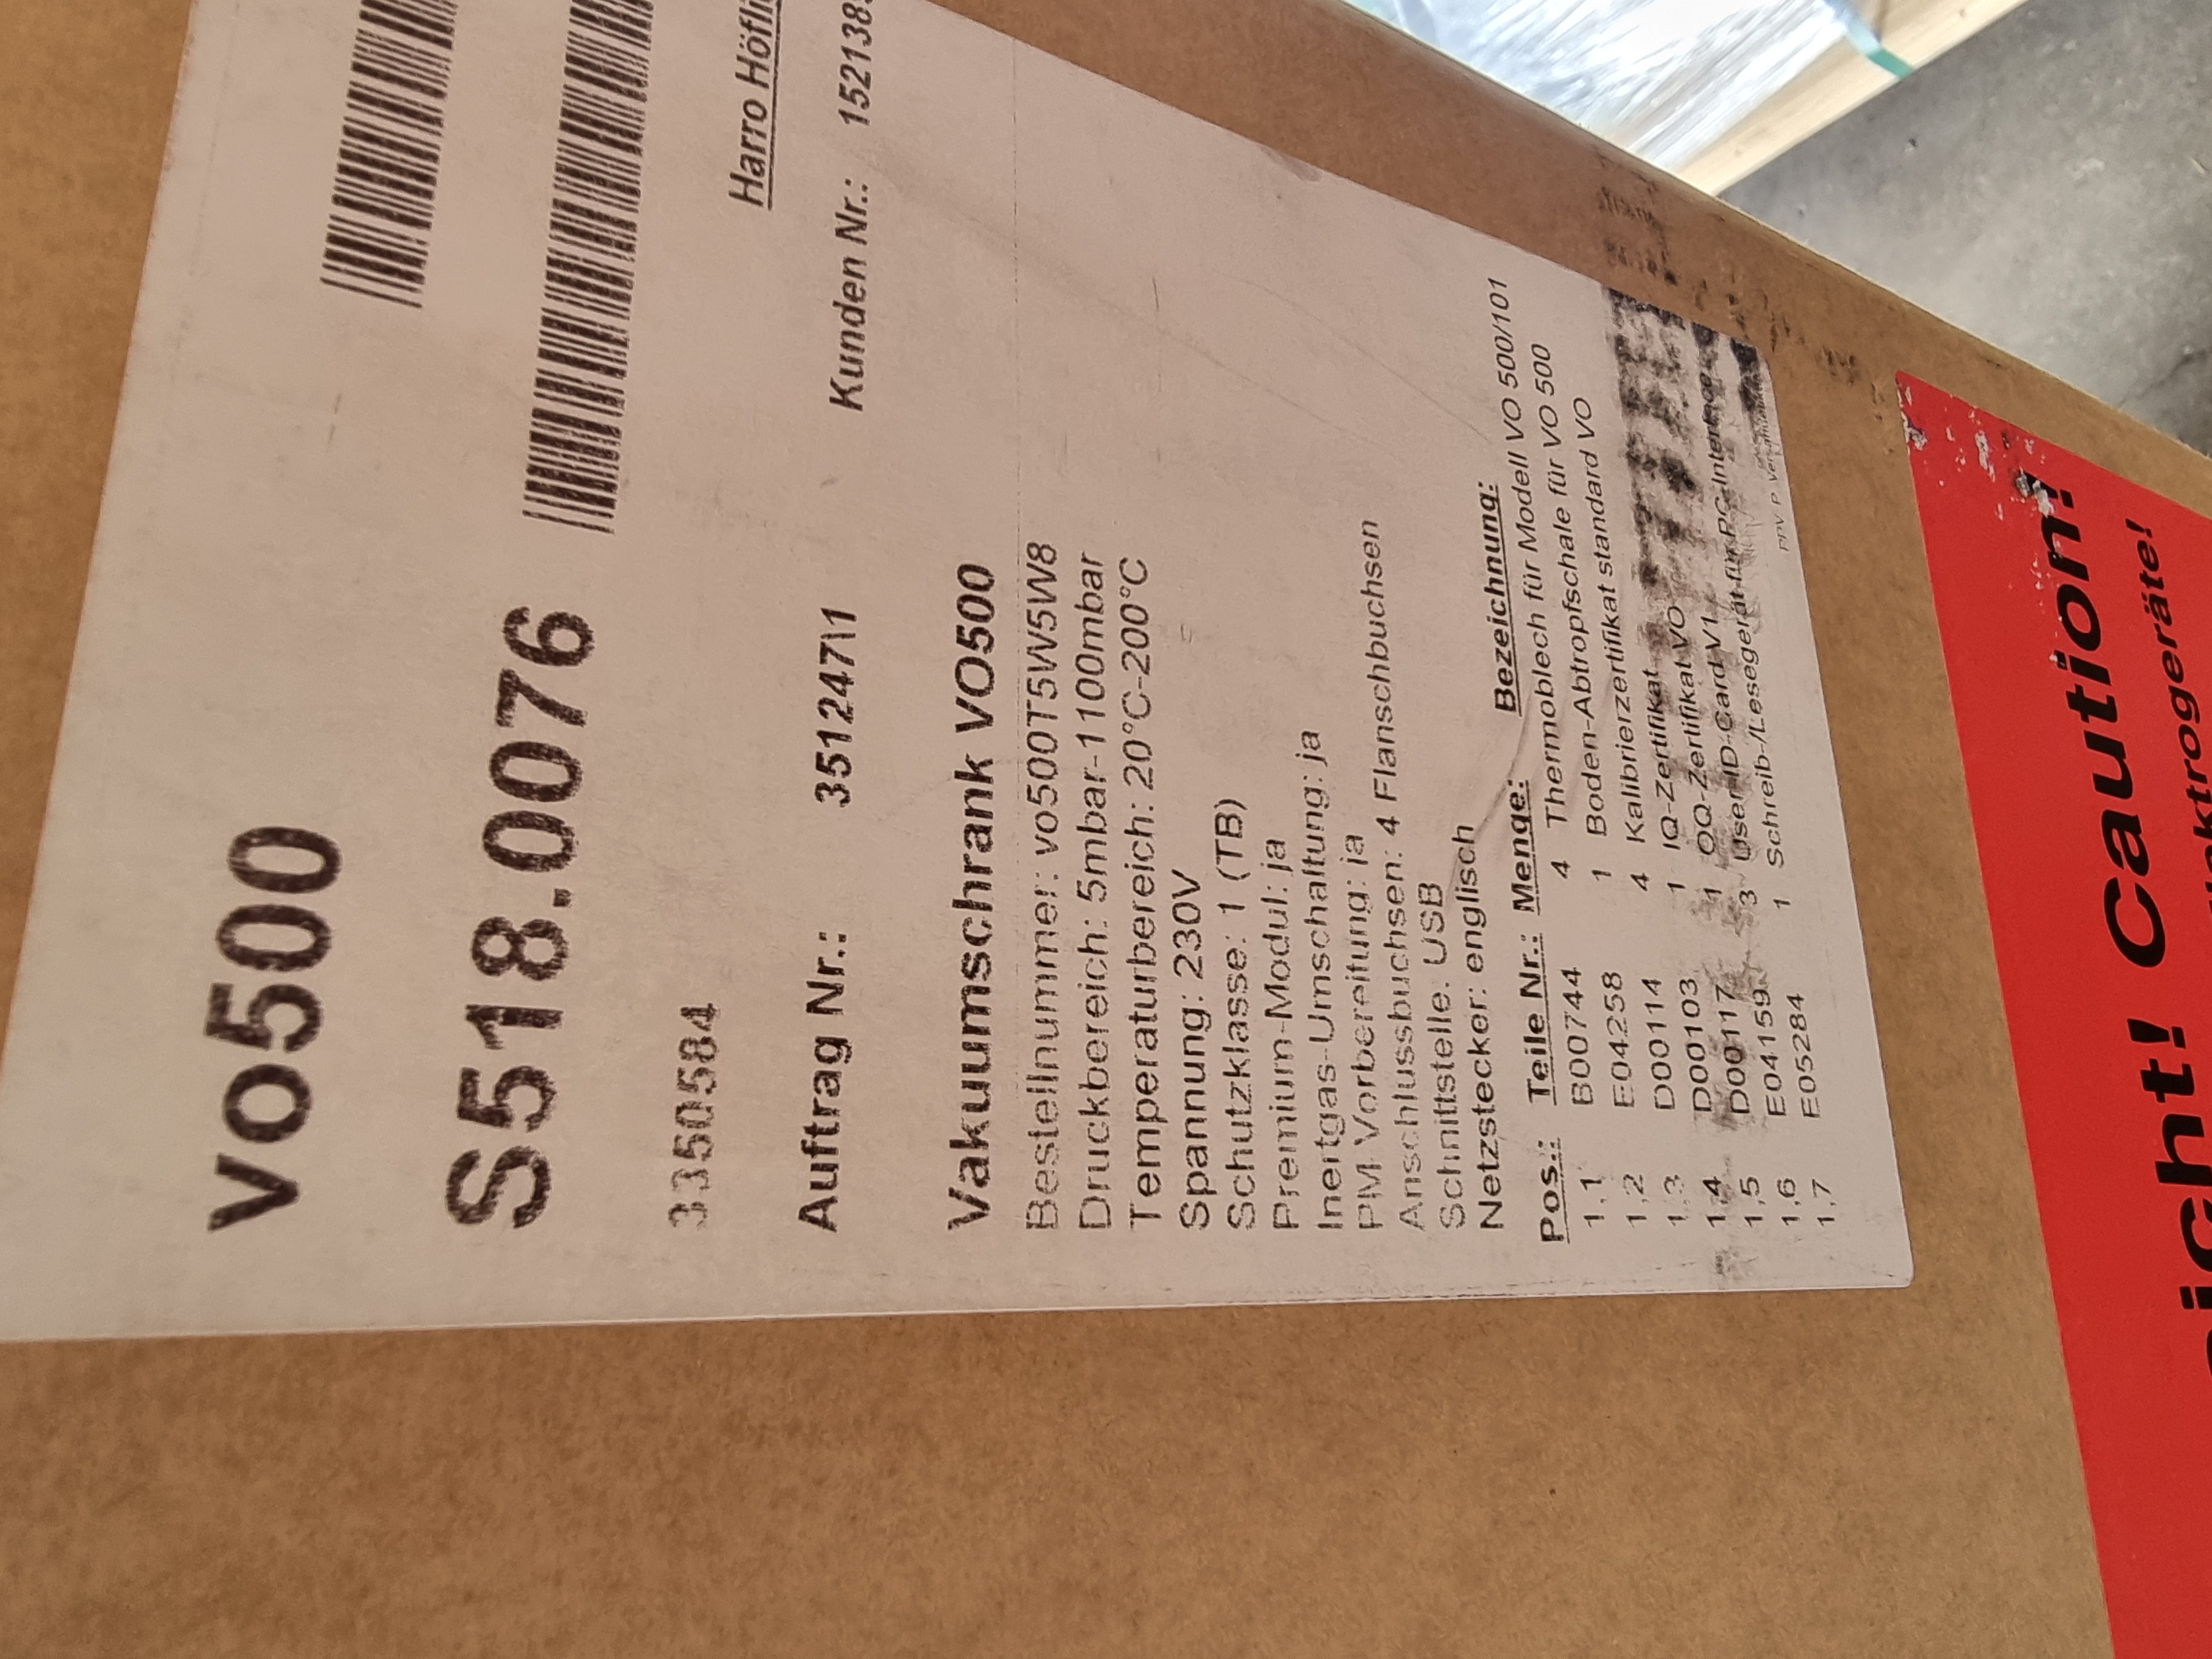 vo500
S518.0076
3350584
Harro Höfli
Auftrag Nr.: 3512471\1 Kunden Nr.: 1521385
Vakuumschrank VO500
Bestellnummer: vo500T5W5W8
Druckbereich: 5mbar-1100mbar
Temperaturbereich: 20°C-200°C
Spannung: 230V
Schutzklasse: 1 (TB)
Premium-Modul: ja
Inertgas-Umschaltung: ja
PM-Vorbereitung: ja
Anschlussbuchsen: 4 Flanschbuchsen
Schnittstelle: USB
Netzstecker: englisch
Pos.: Teile Nr.: Menge: Bezeichnung:
1,1 B00744 4 Thermoblech für Modell VO 500/101
1,2 E04258 1 Boden-Abtropfschale für VO 500
1,3 D00114 4 Kalibrierzertifikat standard VO
1,4 D00103 1 IQ-Zertifikat
1,5 D00117 1 OQ-Zertifikat VO
1,6 E04159 3 User-ID-Card V1.
1,7 E05284 1 Schreib-/Lesegerät für PC-Interface
icht! Caution!
ektrogeräte!